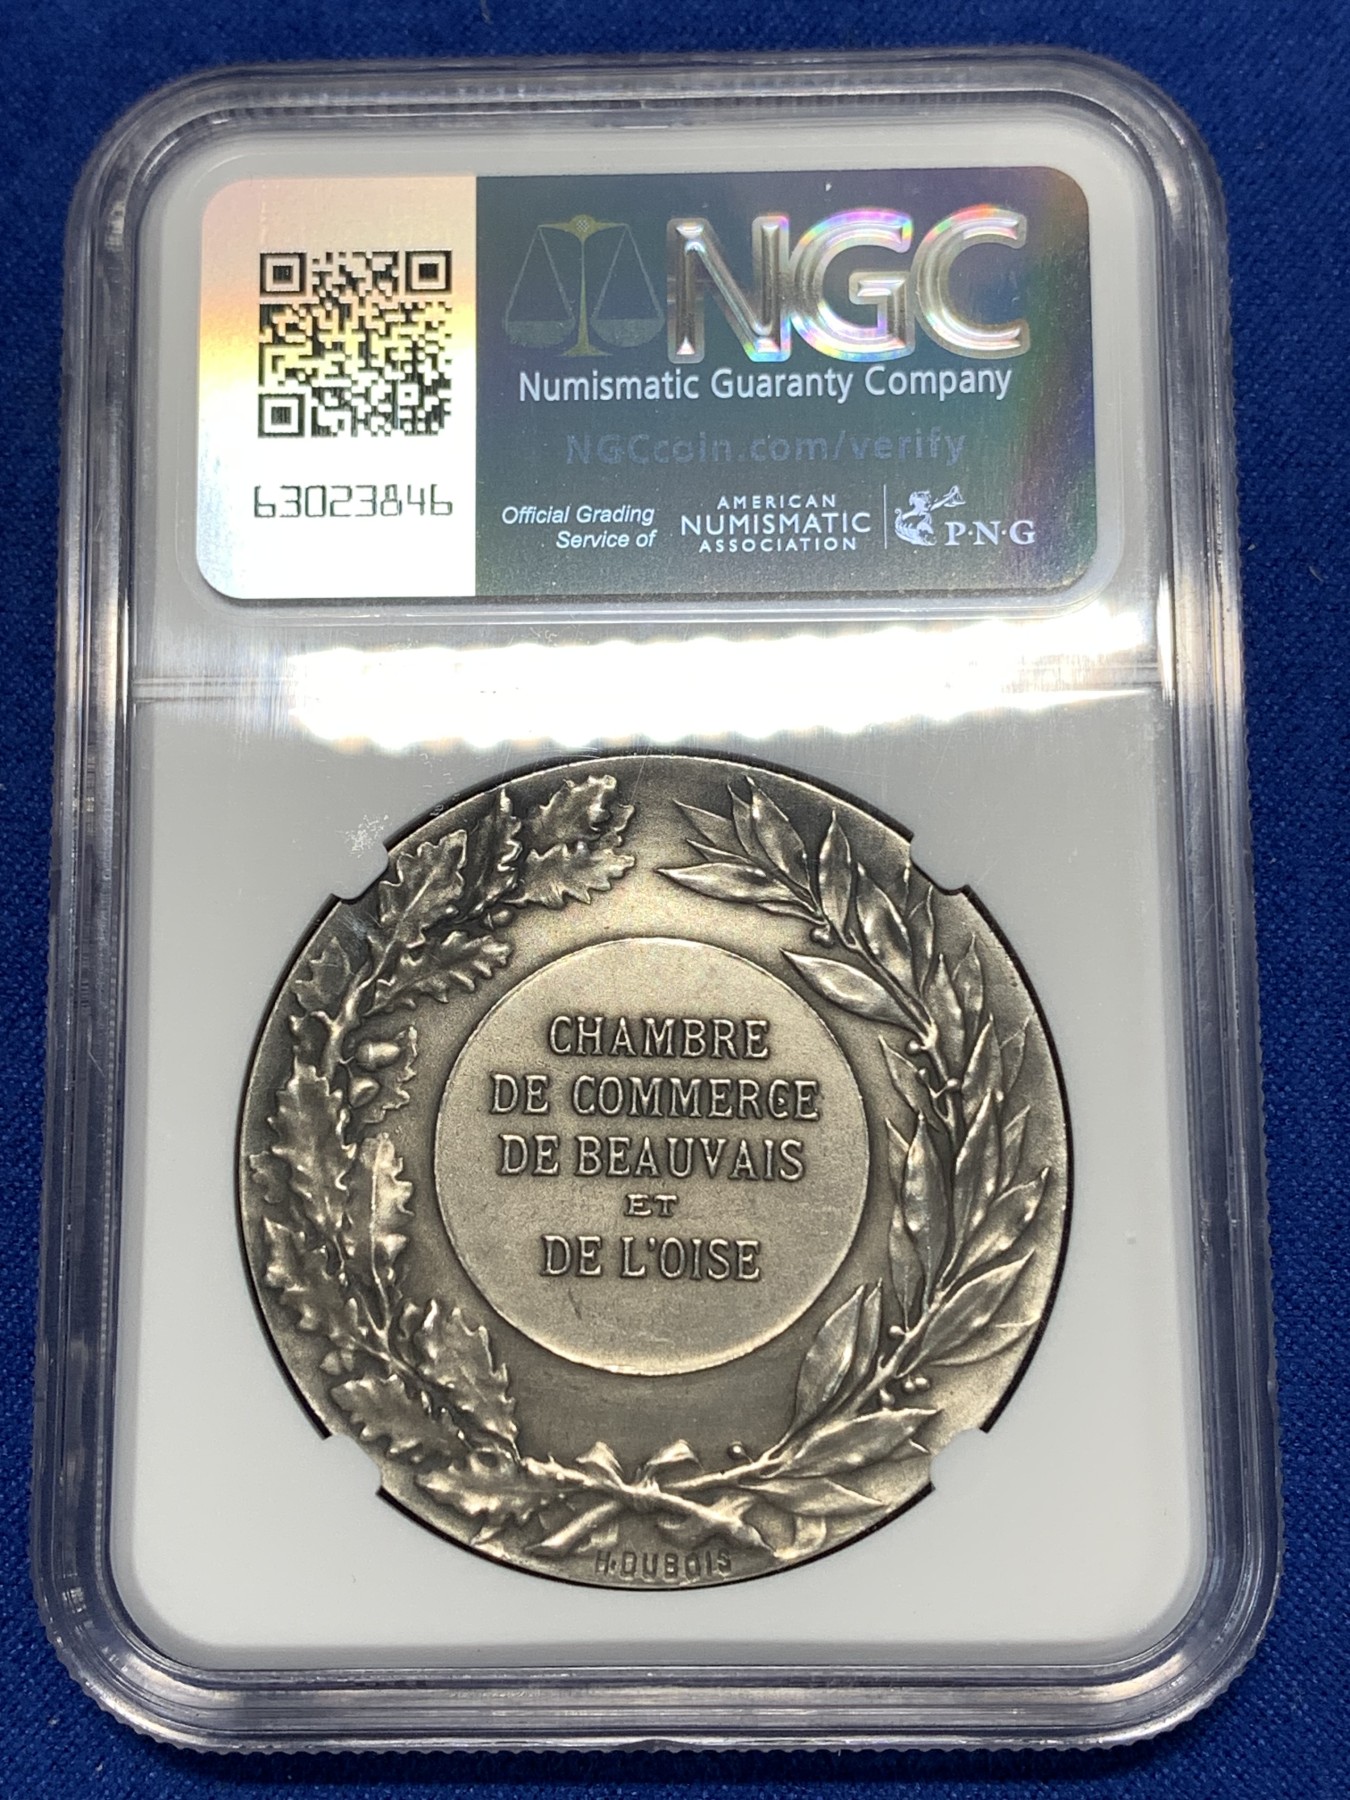 NGC
Numismatic Guaranty Company
NGCcoin.com/verify
63023846
Official Grading
Service of
AMERICAN
NUMISMATIC
ASSOCIATION
P·N·G
CHAMBRE
DE COMMERCE
DE BEAUVAIS
ET
DE L'OISE
H·DUBOIS